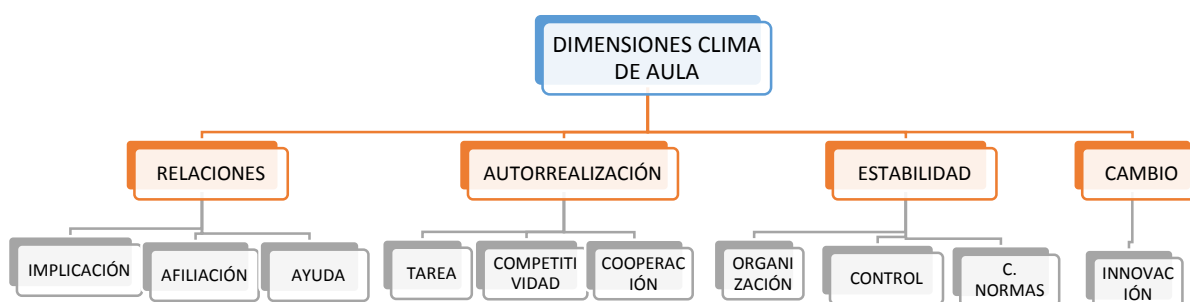 DIMENSIONES CLIMA
DE AULA
RELACIONES
AUTORREALIZACIÓN
ESTABILIDAD
CAMBIO
IMPLICACIÓN
AFILIACIÓN
AYUDA
TAREA
COMPETITI
VIDAD
COOPERAC
IÓN
ORGANI
ZACIÓN
CONTROL
C.
NORMAS
INNOVAC
IÓN